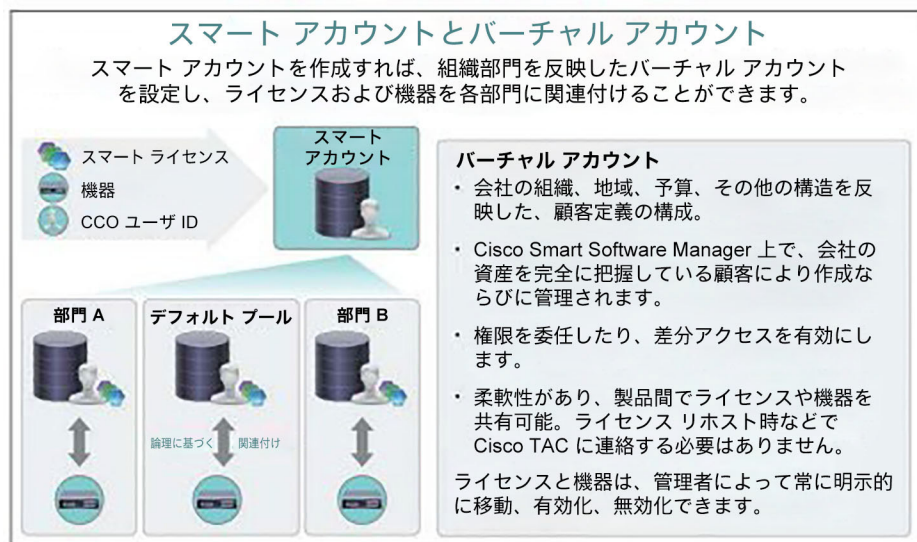 スマート アカウントとバーチャル アカウント
スマート アカウントを作成すれば、組織部門を反映したバーチャル アカウント
を設定し、ライセンスおよび機器を各部門に関連付けることができます。
スマート ライセンス
機器
CCO ユーザ ID
スマート
アカウント
部門 A
デフォルト プール
部門 B
論理に基づく 関連付け
バーチャル アカウント
・ 会社の組織、地域、予算、その他の構造を反
映した、顧客定義の構成。
・ Cisco Smart Software Manager 上で、会社の
資産を完全に把握している顧客により作成な
らびに管理されます。
・ 権限を委任したり、差分アクセスを有効にし
ます。
・ 柔軟性があり、製品間でライセンスや機器を
共有可能。ライセンス リホスト時などで
Cisco TAC に連絡する必要はありません。
ライセンスと機器は、管理者によって常に明示的
に移動、有効化、無効化できます。